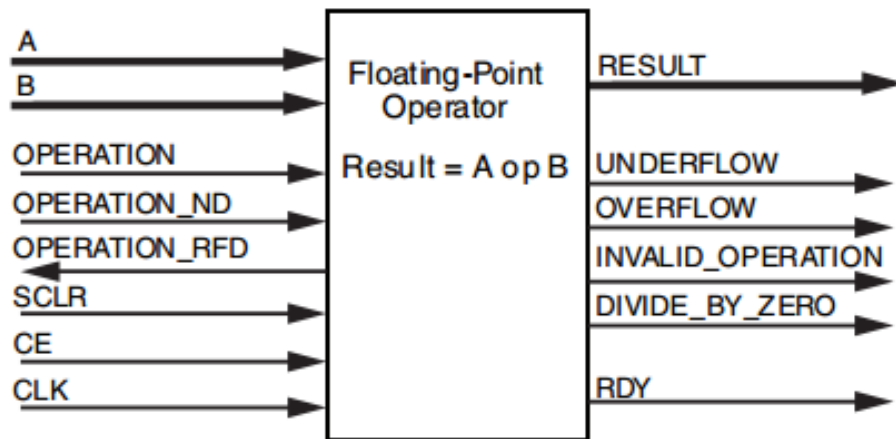 A
B
OPERATION
OPERATION_ND
OPERATION_RFD
SCLR
CE
CLK
Floating-Point
Operator
Result = A op B
RESULT
UNDERFLOW
OVERFLOW
INVALID_OPERATION
DIVIDE_BY_ZERO
RDY